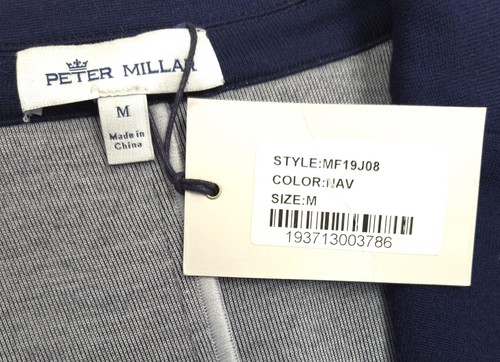 PETER MILLAR
M
Made in
China
STYLE:MF19J08
COLOR:NAV
SIZE:M
193713003786